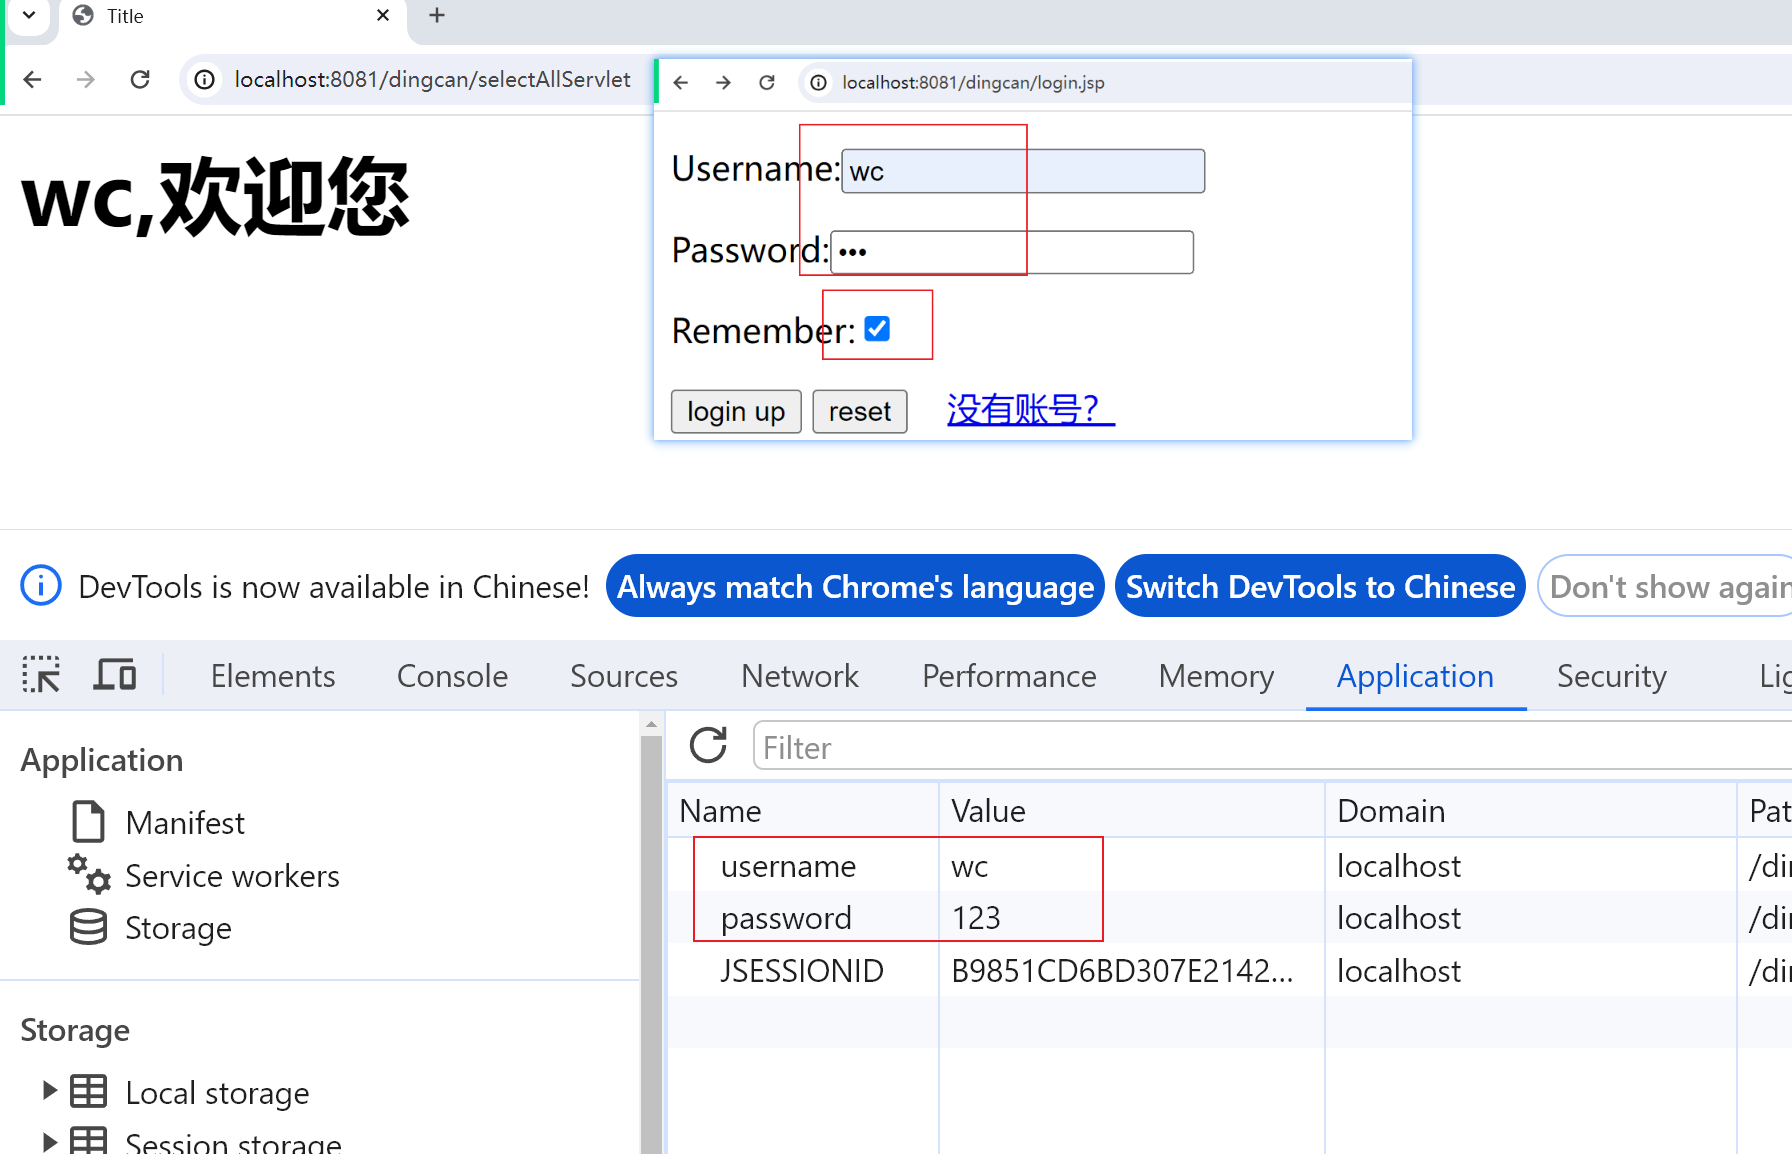 Title
localhost:8081/dingcan/selectAllServlet
wc,欢迎您
localhost:8081/dingcan/login.jsp
Username:wc
Password:•••
Remember:
login up reset 没有账号？
DevTools is now available in Chinese! Always match Chrome's language Switch DevTools to Chinese Don't show again
Elements Console Sources Network Performance Memory Application Security Lig
Application
Manifest
Service workers
Storage
Storage
Local storage
Session storage
Filter
Name Value Domain Pat
username wc localhost /di
password 123 localhost /di
JSESSIONID B9851CD6BD307E2142... localhost /di